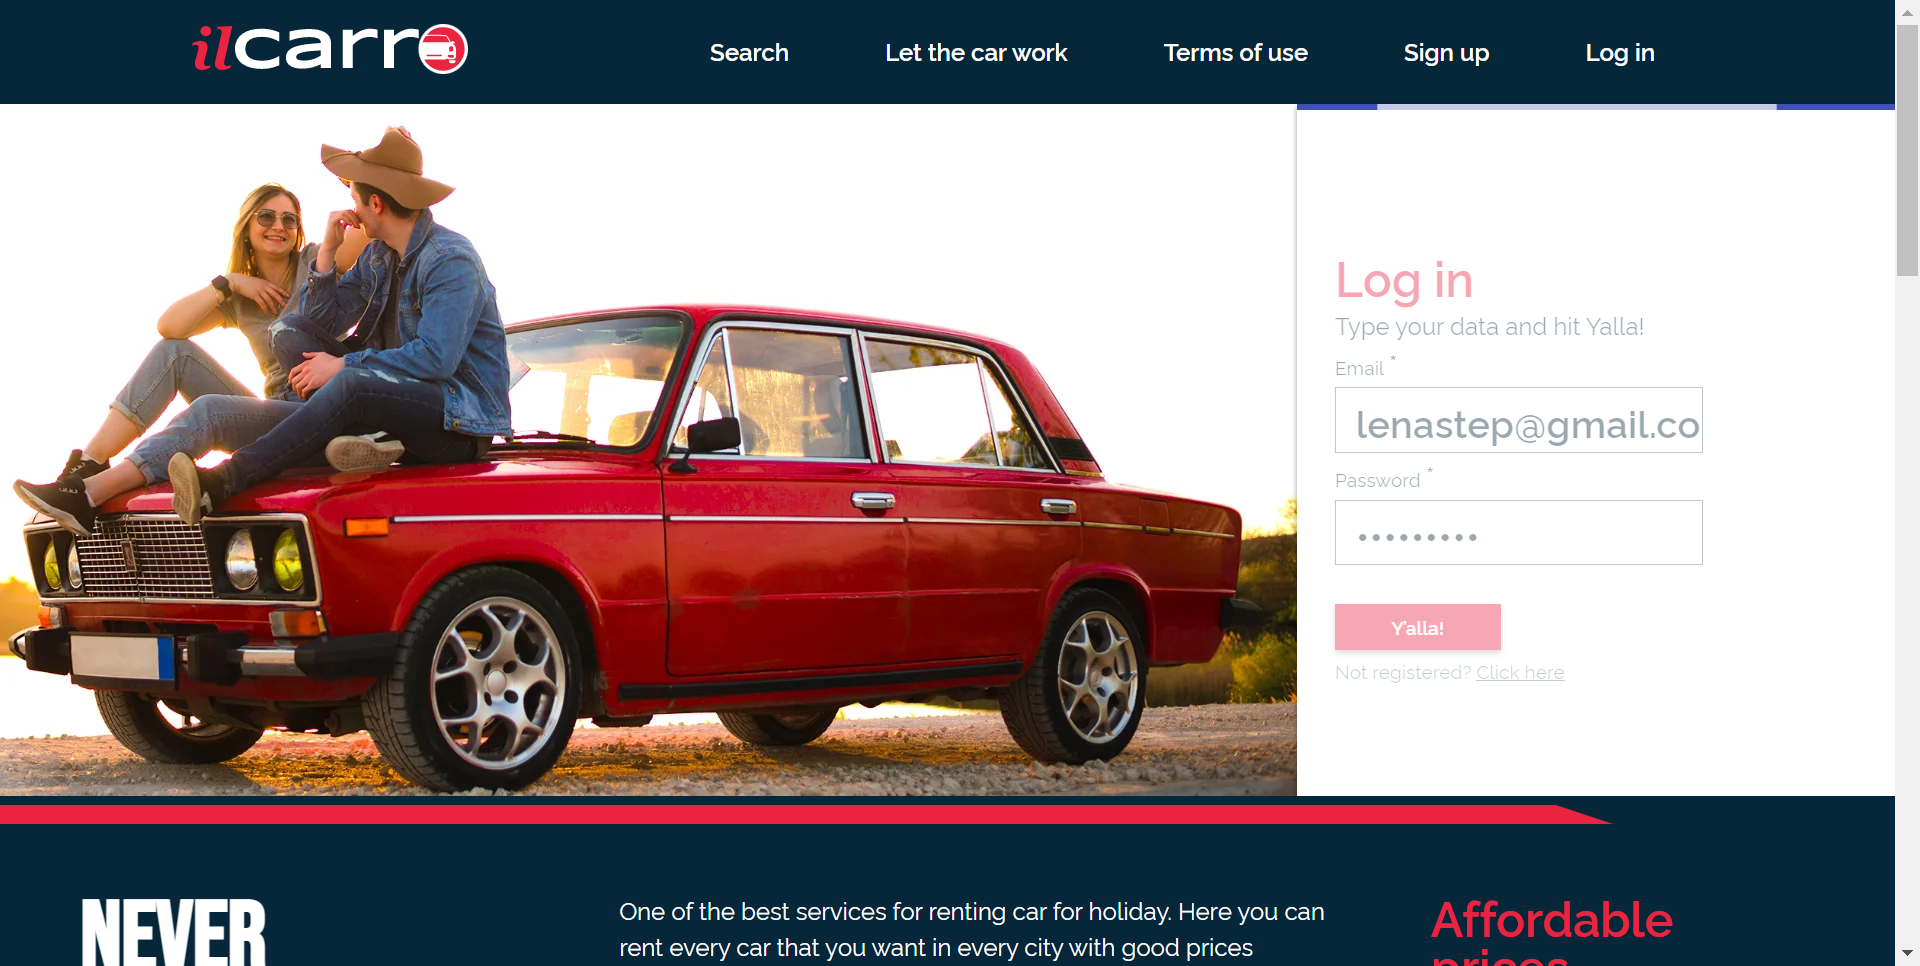 ilcarro
Search
Let the car work
Terms of use
Sign up
Log in
Log in
Type your data and hit Yalla!
Email *
lenastep@gmail.co
Password *
•••••••••
Y'alla!
Not registered? Click here
NEVER
One of the best services for renting car for holiday. Here you can
rent every car that you want in every city with good prices
Affordable
prices